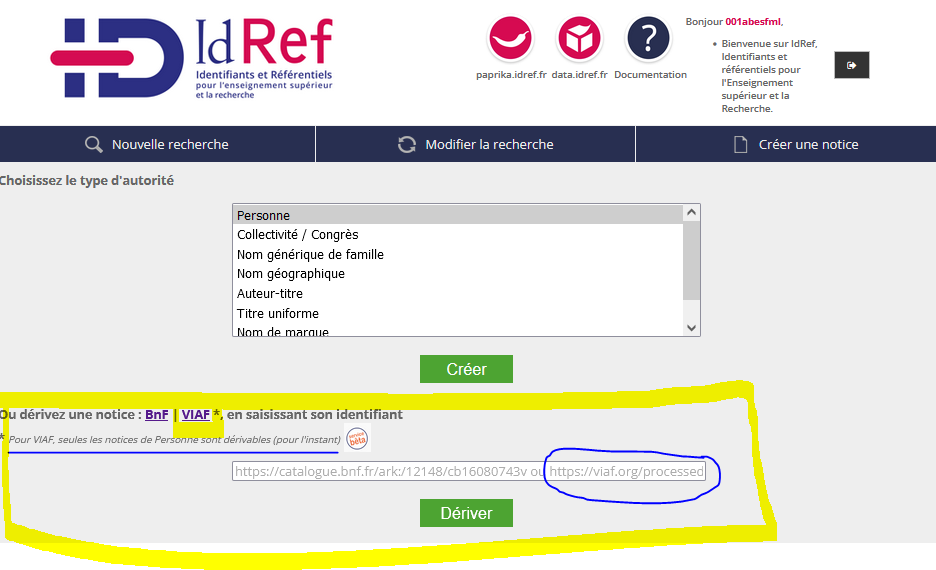 IdRef
Identifiants et Référentiels
pour l'enseignement supérieur
et la recherche
paprika.idref.fr
data.idref.fr
?
Documentation
Bonjour 001abesfml,
• Bienvenue sur IdRef,
Identifiants et
référentiels pour
l'Enseignement
supérieur et la
Recherche.
Nouvelle recherche
Modifier la recherche
Créer une notice
Choisissez le type d'autorité
Personne
Collectivité / Congrès
Nom générique de famille
Nom géographique
Auteur-titre
Titre uniforme
Nom de marque
Créer
Ou dérivez une notice : BnF | VIAF *, en saisissant son identifiant
* Pour VIAF, seules les notices de Personne sont dérivables (pour l'instant)
bêta
https://catalogue.bnf.fr/ark:/12148/cb16080743v ou https://viaf.org/processed
Dériver